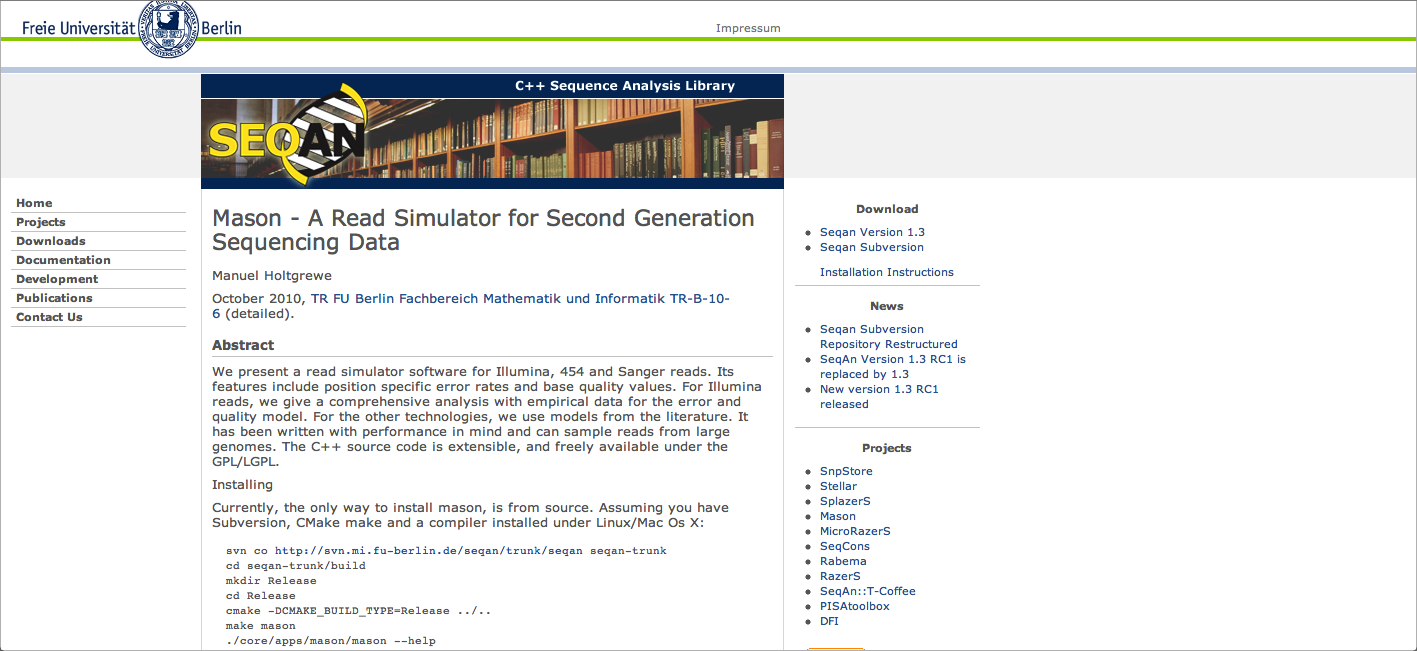 Freie Universität Berlin
Impressum
C++ Sequence Analysis Library
SEQAN
Home
Projects
Downloads
Documentation
Development
Publications
Contact Us
Mason - A Read Simulator for Second Generation
Sequencing Data
Manuel Holtgrewe
October 2010, TR FU Berlin Fachbereich Mathematik und Informatik TR-B-10-
6 (detailed).
Abstract
We present a read simulator software for Illumina, 454 and Sanger reads. Its
features include position specific error rates and base quality values. For Illumina
reads, we give a comprehensive analysis with empirical data for the error and
quality model. For the other technologies, we use models from the literature. It
has been written with performance in mind and can sample reads from large
genomes. The C++ source code is extensible, and freely available under the
GPL/LGPL.
Installing
Currently, the only way to install mason, is from source. Assuming you have
Subversion, CMake make and a compiler installed under Linux/Mac Os X:
svn co http://svn.mi.fu-berlin.de/seqan/trunk/seqan seqan-trunk
cd seqan-trunk/build
mkdir Release
cd Release
cmake -DCMAKE_BUILD_TYPE=Release ../..
make mason
./core/apps/mason/mason --help
Download
Seqan Version 1.3
Seqan Subversion
Installation Instructions
News
Seqan Subversion
Repository Restructured
SeqAn Version 1.3 RC1 is
replaced by 1.3
New version 1.3 RC1
released
Projects
SnpStore
Stellar
SplazerS
Mason
MicroRazerS
SeqCons
Rabema
RazerS
SeqAn::T-Coffee
PISAtoolbox
DFI